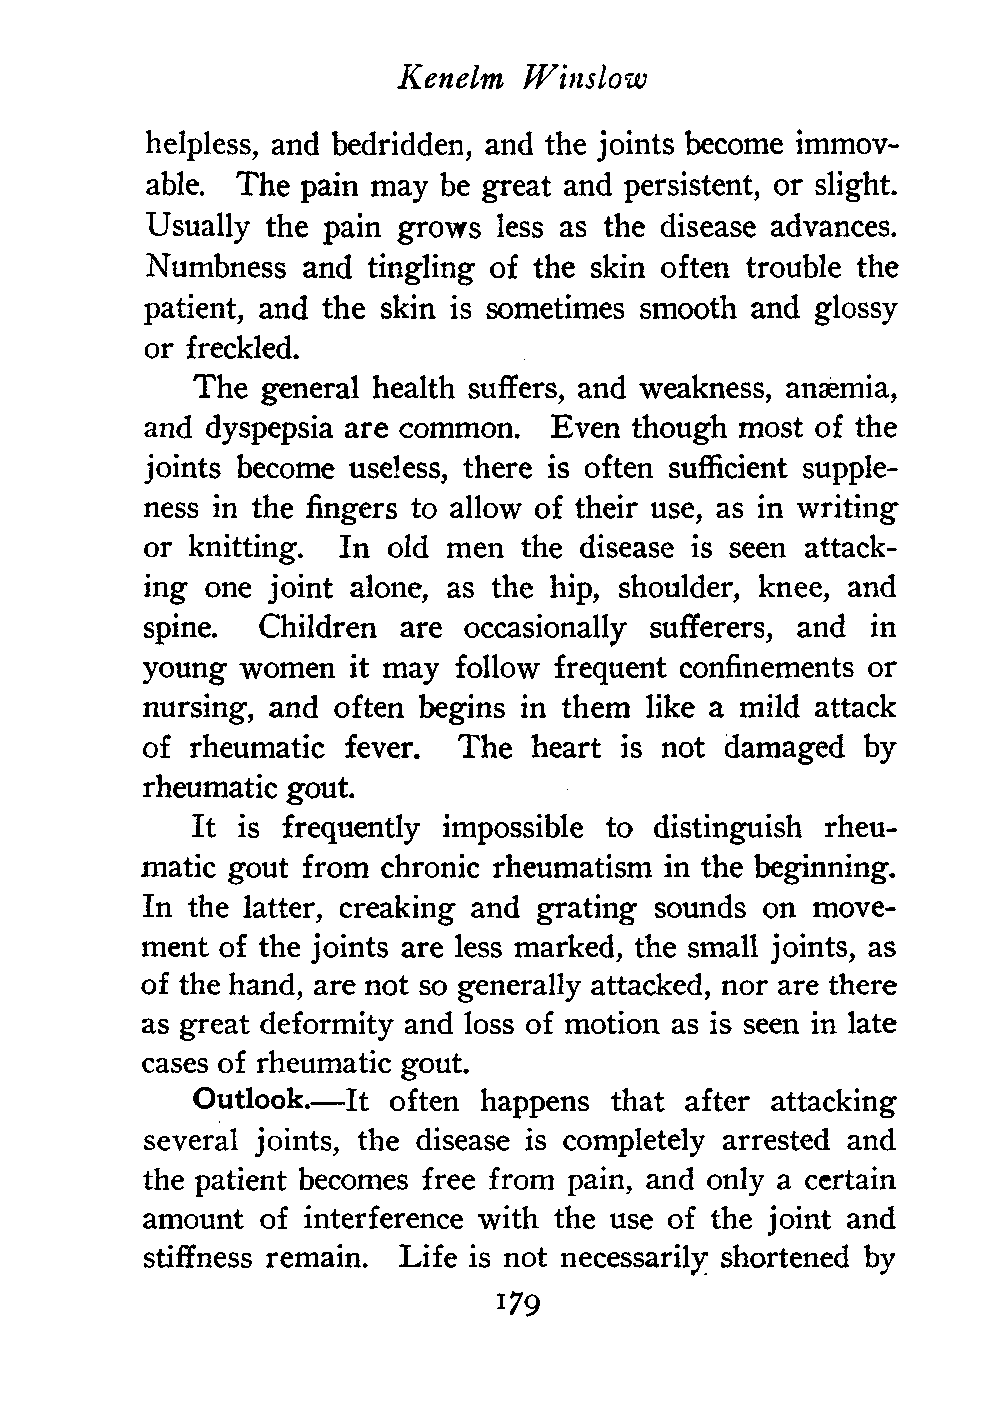 Kenelm Winslow
helpless, and bedridden, and the joints become immov-
able. The pain may be great and persistent, or slight.
Usually the pain grows less as the disease advances.
Numbness and tingling of the skin often trouble the
patient, and the skin is sometimes smooth and glossy
or freckled.
The general health suffers, and weakness, anæmia,
and dyspepsia are common. Even though most of the
joints become useless, there is often sufficient supple-
ness in the fingers to allow of their use, as in writing
or knitting. In old men the disease is seen attack-
ing one joint alone, as the hip, shoulder, knee, and
spine. Children are occasionally sufferers, and in
young women it may follow frequent confinements or
nursing, and often begins in them like a mild attack
of rheumatic fever. The heart is not damaged by
rheumatic gout.
It is frequently impossible to distinguish rheu-
matic gout from chronic rheumatism in the beginning.
In the latter, creaking and grating sounds on move-
ment of the joints are less marked, the small joints, as
of the hand, are not so generally attacked, nor are there
as great deformity and loss of motion as is seen in late
cases of rheumatic gout.
Outlook.—It often happens that after attacking
several joints, the disease is completely arrested and
the patient becomes free from pain, and only a certain
amount of interference with the use of the joint and
stiffness remain. Life is not necessarily shortened by
179